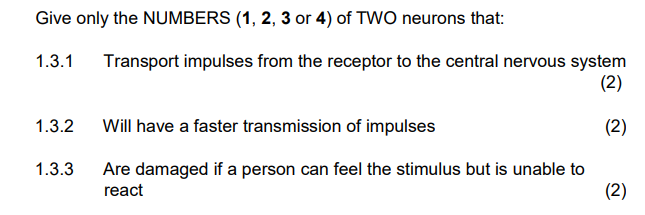 Give only the NUMBERS (1, 2, 3 or 4) of TWO neurons that:
1.3.1 Transport impulses from the receptor to the central nervous system
(2)
1.3.2 Will have a faster transmission of impulses (2)
1.3.3 Are damaged if a person can feel the stimulus but is unable to
react (2)